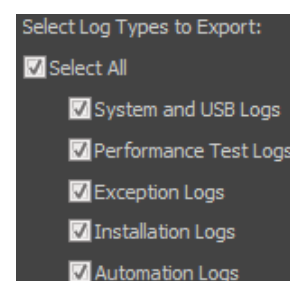 Select Log Types to Export:
Select All
System and USB Logs
Performance Test Logs
Exception Logs
Installation Logs
Automation Logs